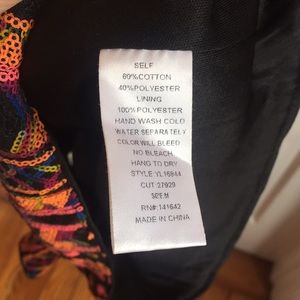 SELF
60%COTTON
40%POLYESTER
LINING
100%POLYESTER
HAND WASH COLD
WATER SEPARATELY
COLOR WILL BLEED
NO BLEACH
HANG TO DRY
STYLE:YL16844
CUT 27929
SIZE:M
RN#:141642
MADE IN CHINA